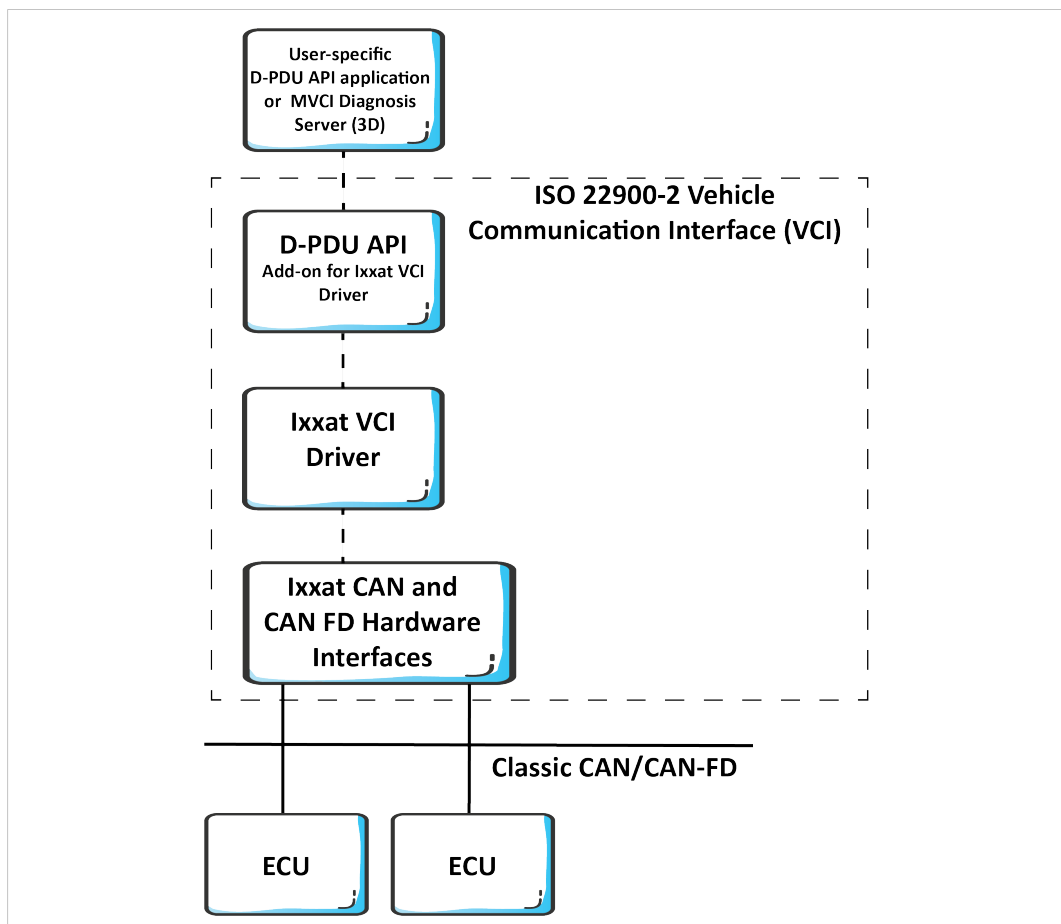 User-specific
D-PDU API application
or MVCI Diagnosis
Server (3D)
ISO 22900-2 Vehicle
Communication Interface (VCI)
D-PDU API
Add-on for Ixxat VCI
Driver
Ixxat VCI
Driver
Ixxat CAN and
CAN FD Hardware
Interfaces
Classic CAN/CAN-FD
ECU
ECU